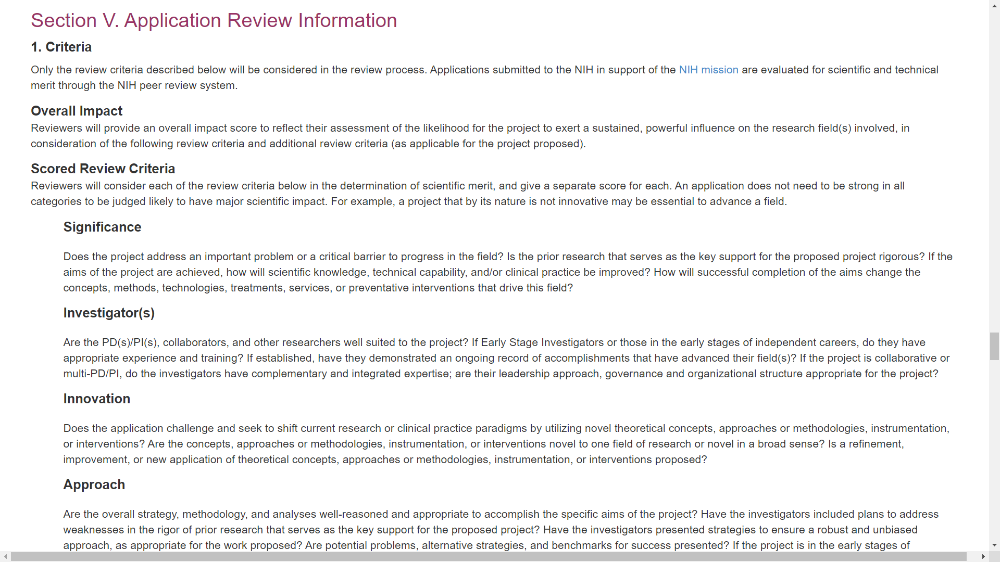 Section V. Application Review Information
1. Criteria
Only the review criteria described below will be considered in the review process. Applications submitted to the NIH in support of the NIH mission are evaluated for scientific and technical
merit through the NIH peer review system.
Overall Impact
Reviewers will provide an overall impact score to reflect their assessment of the likelihood for the project to exert a sustained, powerful influence on the research field(s) involved, in
consideration of the following review criteria and additional review criteria (as applicable for the project proposed).
Scored Review Criteria
Reviewers will consider each of the review criteria below in the determination of scientific merit, and give a separate score for each. An application does not need to be strong in all
categories to be judged likely to have major scientific impact. For example, a project that by its nature is not innovative may be essential to advance a field.
Significance
Does the project address an important problem or a critical barrier to progress in the field? Is the prior research that serves as the key support for the proposed project rigorous? If the
aims of the project are achieved, how will scientific knowledge, technical capability, and/or clinical practice be improved? How will successful completion of the aims change the
concepts, methods, technologies, treatments, services, or preventative interventions that drive this field?
Investigator(s)
Are the PD(s)/PI(s), collaborators, and other researchers well suited to the project? If Early Stage Investigators or those in the early stages of independent careers, do they have
appropriate experience and training? If established, have they demonstrated an ongoing record of accomplishments that have advanced their field(s)? If the project is collaborative or
multi-PD/PI, do the investigators have complementary and integrated expertise; are their leadership approach, governance and organizational structure appropriate for the project?
Innovation
Does the application challenge and seek to shift current research or clinical practice paradigms by utilizing novel theoretical concepts, approaches or methodologies, instrumentation,
or interventions? Are the concepts, approaches or methodologies, instrumentation, or interventions novel to one field of research or novel in a broad sense? Is a refinement,
improvement, or new application of theoretical concepts, approaches or methodologies, instrumentation, or interventions proposed?
Approach
Are the overall strategy, methodology, and analyses well-reasoned and appropriate to accomplish the specific aims of the project? Have the investigators included plans to address
weaknesses in the rigor of prior research that serves as the key support for the proposed project? Have the investigators presented strategies to ensure a robust and unbiased
approach, as appropriate for the work proposed? Are potential problems, alternative strategies, and benchmarks for success presented? If the project is in the early stages of